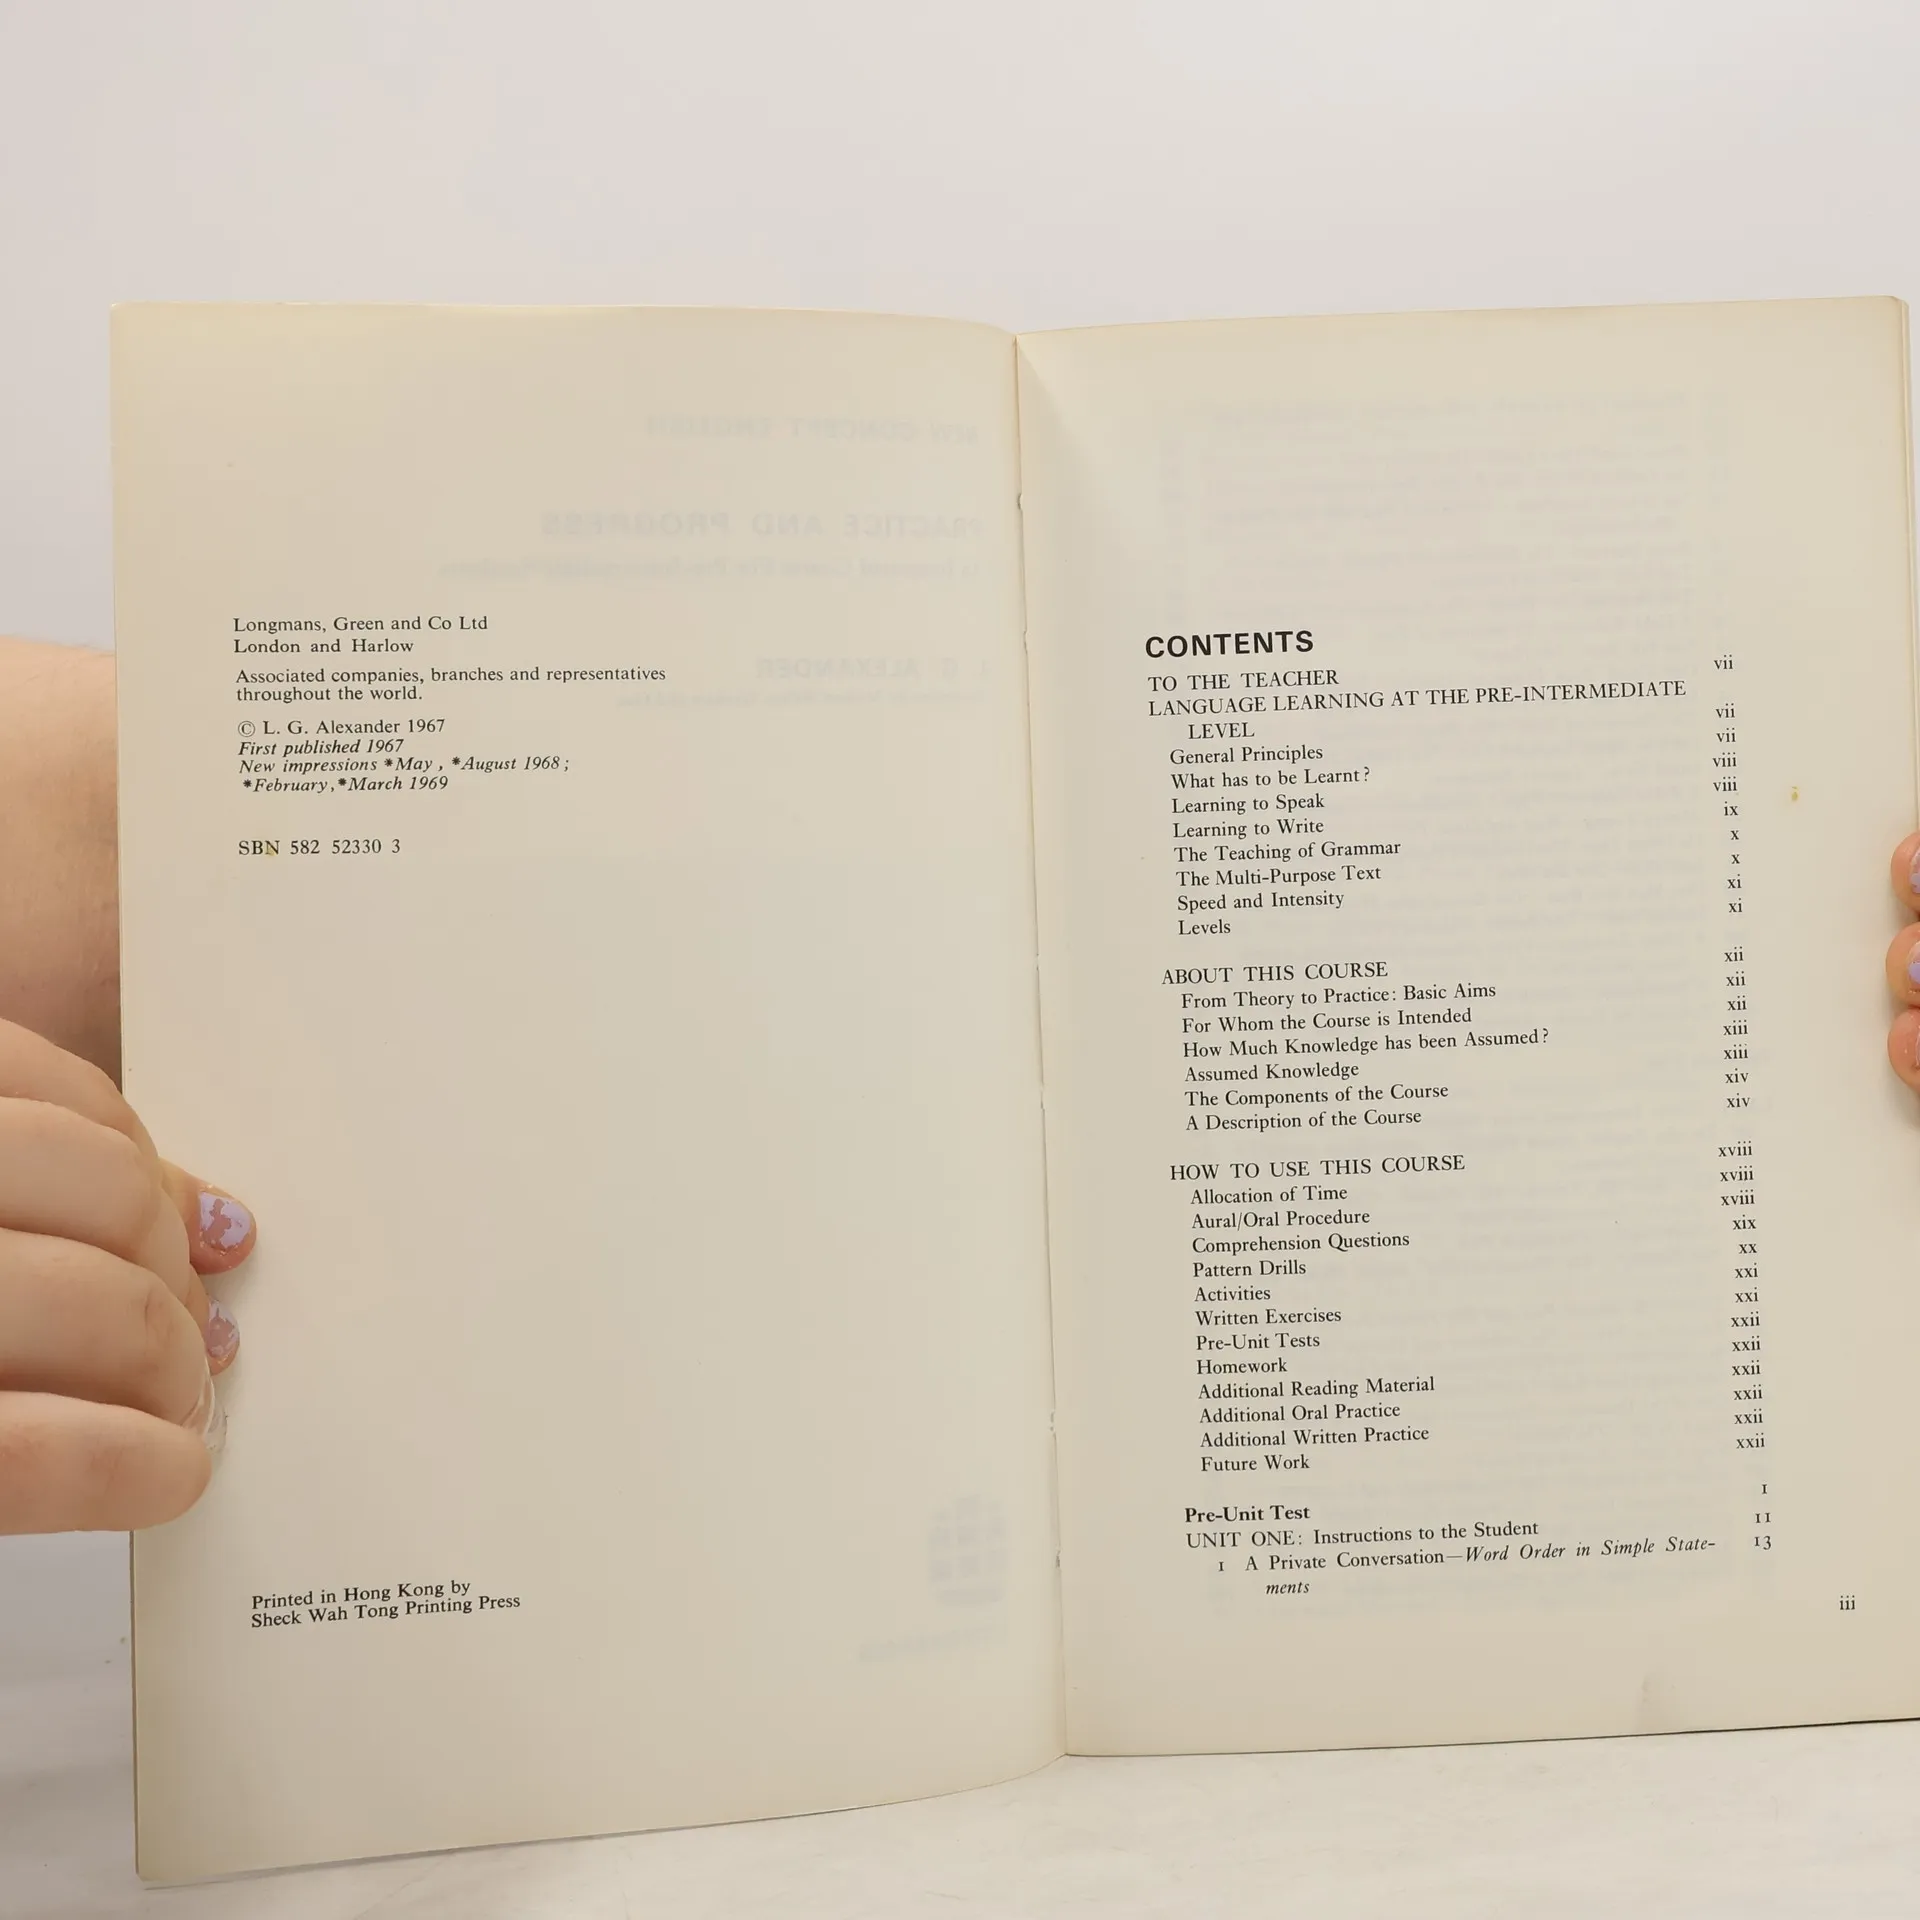 Longmans, Green and Co Ltd
London and Harlow
Associated companies, branches and representatives
throughout the world.
© L. G. Alexander 1967
First published 1967
New impressions *May , *August 1968 ;
*February, *March 1969
SBN 582 52330 3
Printed in Hong Kong by
Sheck Wah Tong Printing Press
CONTENTS
TO THE TEACHER vii
LANGUAGE LEARNING AT THE PRE-INTERMEDIATE
LEVEL vii
General Principles vii
What has to be Learnt? viii
Learning to Speak viii
Learning to Write ix
The Teaching of Grammar x
The Multi-Purpose Text x
Speed and Intensity xi
Levels xi
ABOUT THIS COURSE xii
From Theory to Practice: Basic Aims xii
For Whom the Course is Intended xii
How Much Knowledge has been Assumed? xiii
Assumed Knowledge xiii
The Components of the Course xiv
A Description of the Course xiv
HOW TO USE THIS COURSE xviii
Allocation of Time xviii
Aural/Oral Procedure xviii
Comprehension Questions xix
Pattern Drills xx
Activities xxi
Written Exercises xxi
Pre-Unit Tests xxii
Homework xxii
Additional Reading Material xxii
Additional Oral Practice xxii
Additional Written Practice xxii
Future Work xxii
Pre-Unit Test 1
UNIT ONE: Instructions to the Student 11
1 A Private Conversation—Word Order in Simple State- 13
ments
iii